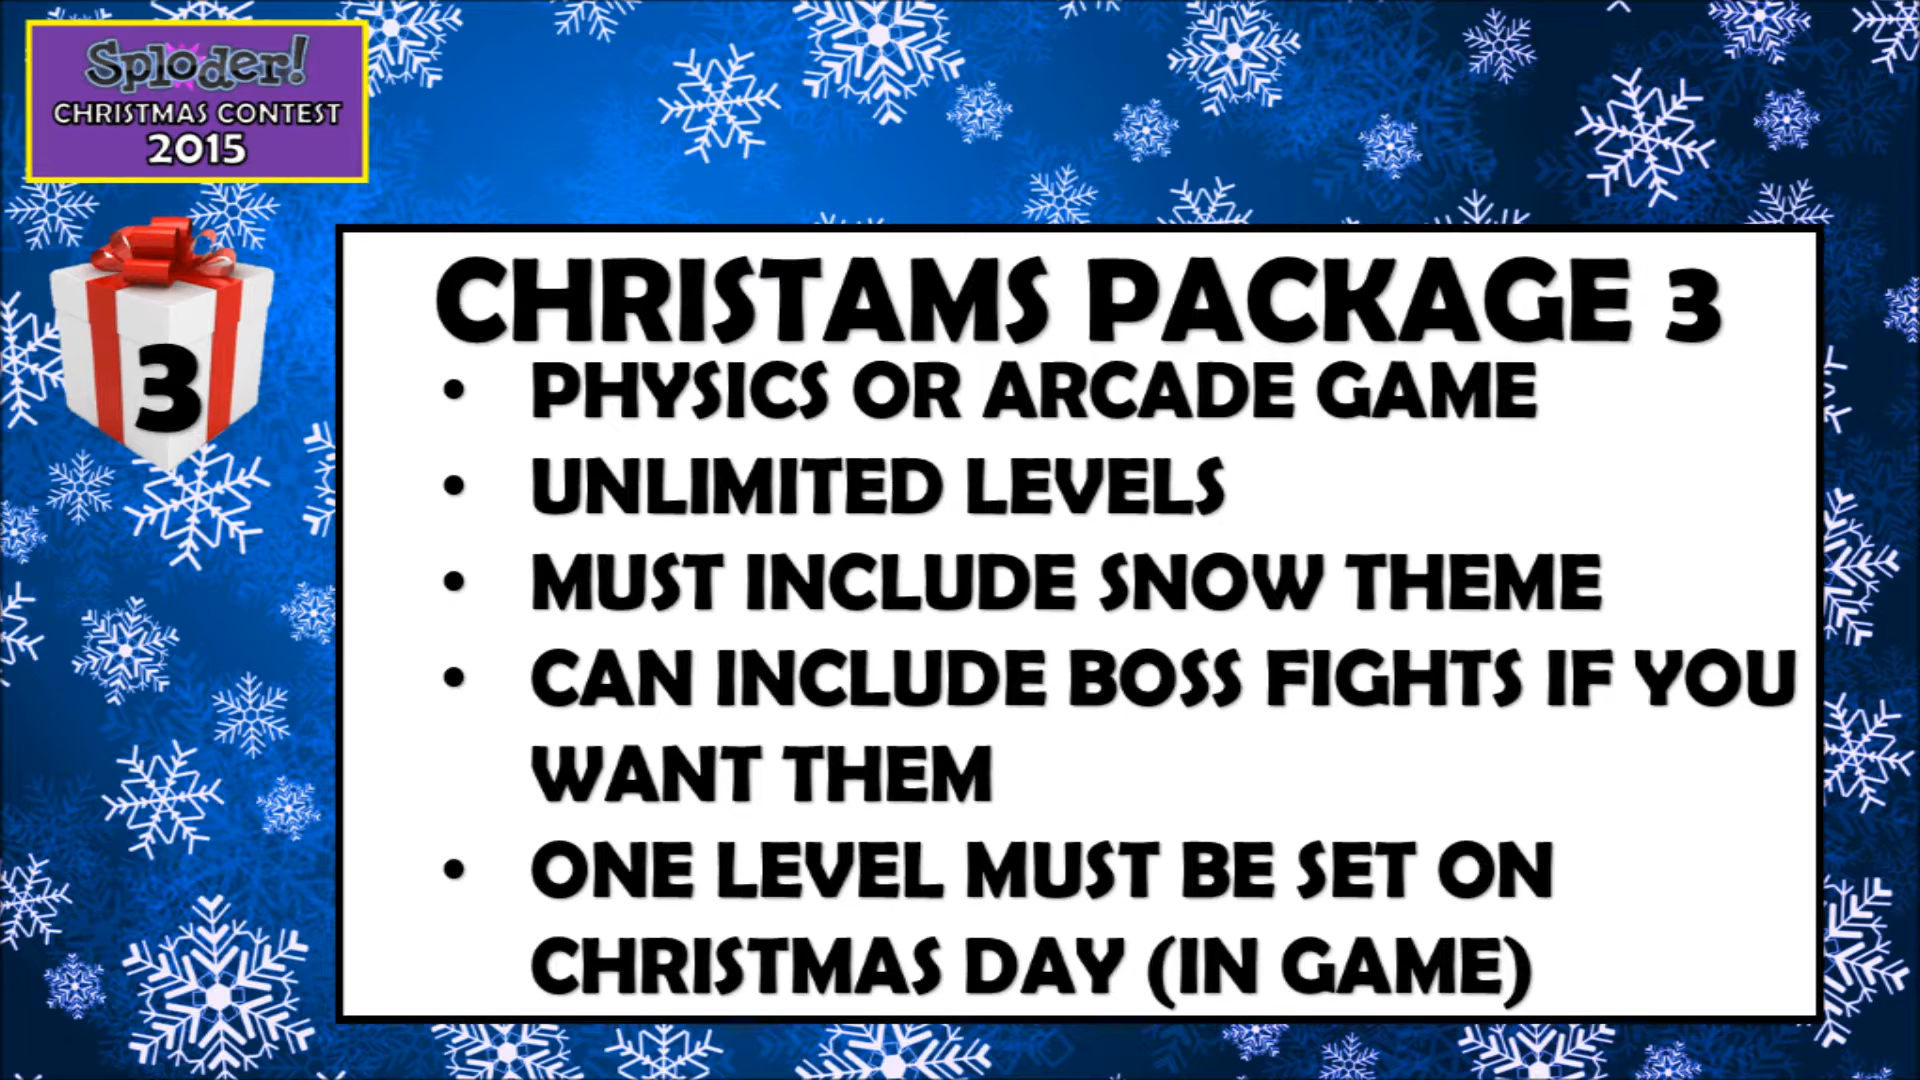 Sploder!
CHRISTMAS CONTEST
2015
3
CHRISTAMS PACKAGE 3
• PHYSICS OR ARCADE GAME
• UNLIMITED LEVELS
• MUST INCLUDE SNOW THEME
• CAN INCLUDE BOSS FIGHTS IF YOU
WANT THEM
• ONE LEVEL MUST BE SET ON
CHRISTMAS DAY (IN GAME)